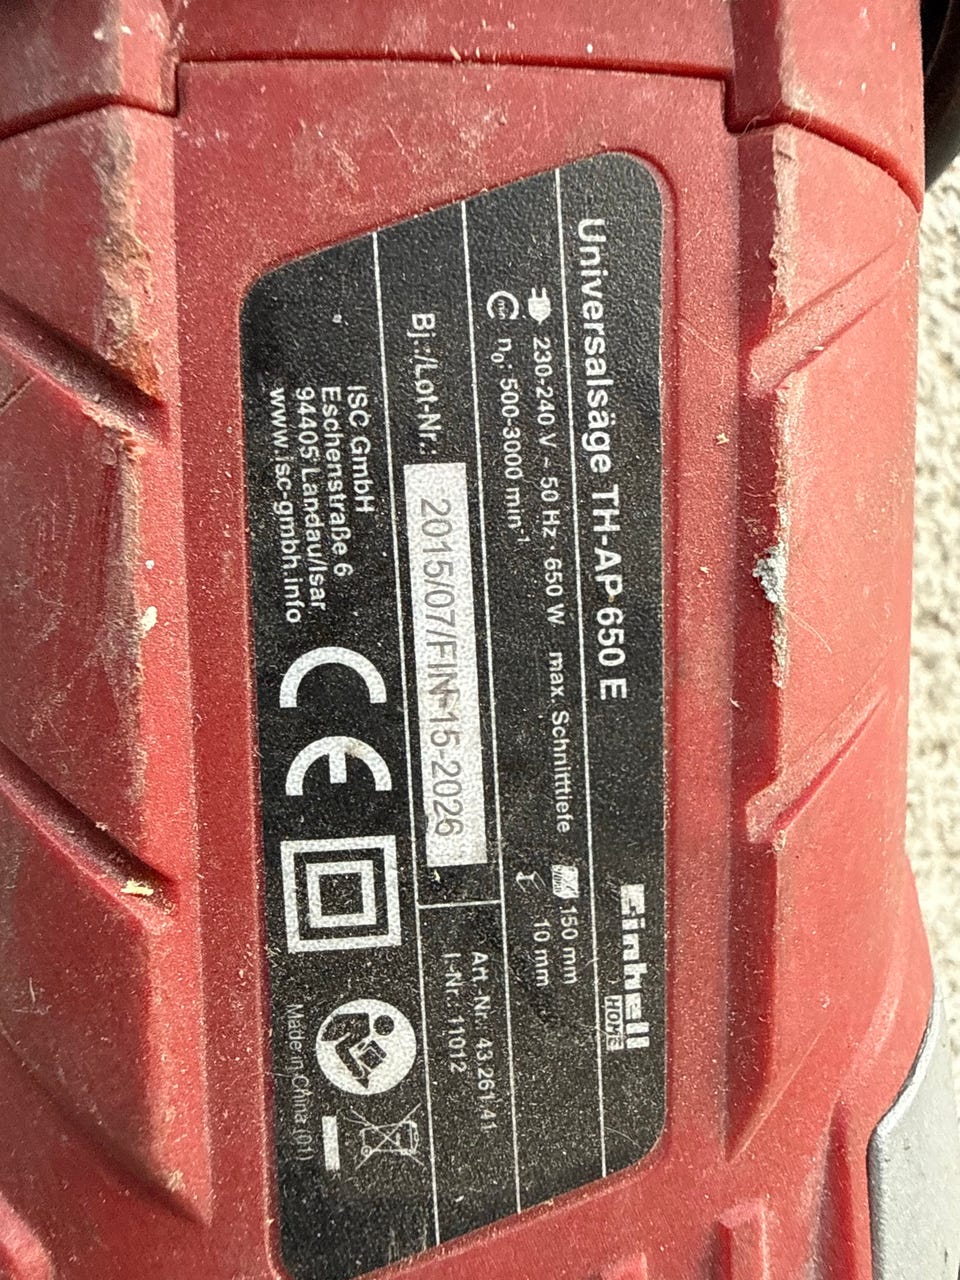 Universalsäge TH-AP 650 E
Einhell
HOME
230-240 V ~ 50 Hz · 650 W
max. Schnitttiefe
150 mm
n₀: 500-3000 min⁻¹
10 mm
Bj.:/Lot-Nr.:
2015/07/FIN-15-2026
Art.-Nr.: 43.261.41
I.-Nr.: 11012
ISC GmbH
Eschenstraße 6
94405 Landau/Isar
www.isc-gmbh.info
CE
Made in China (01)